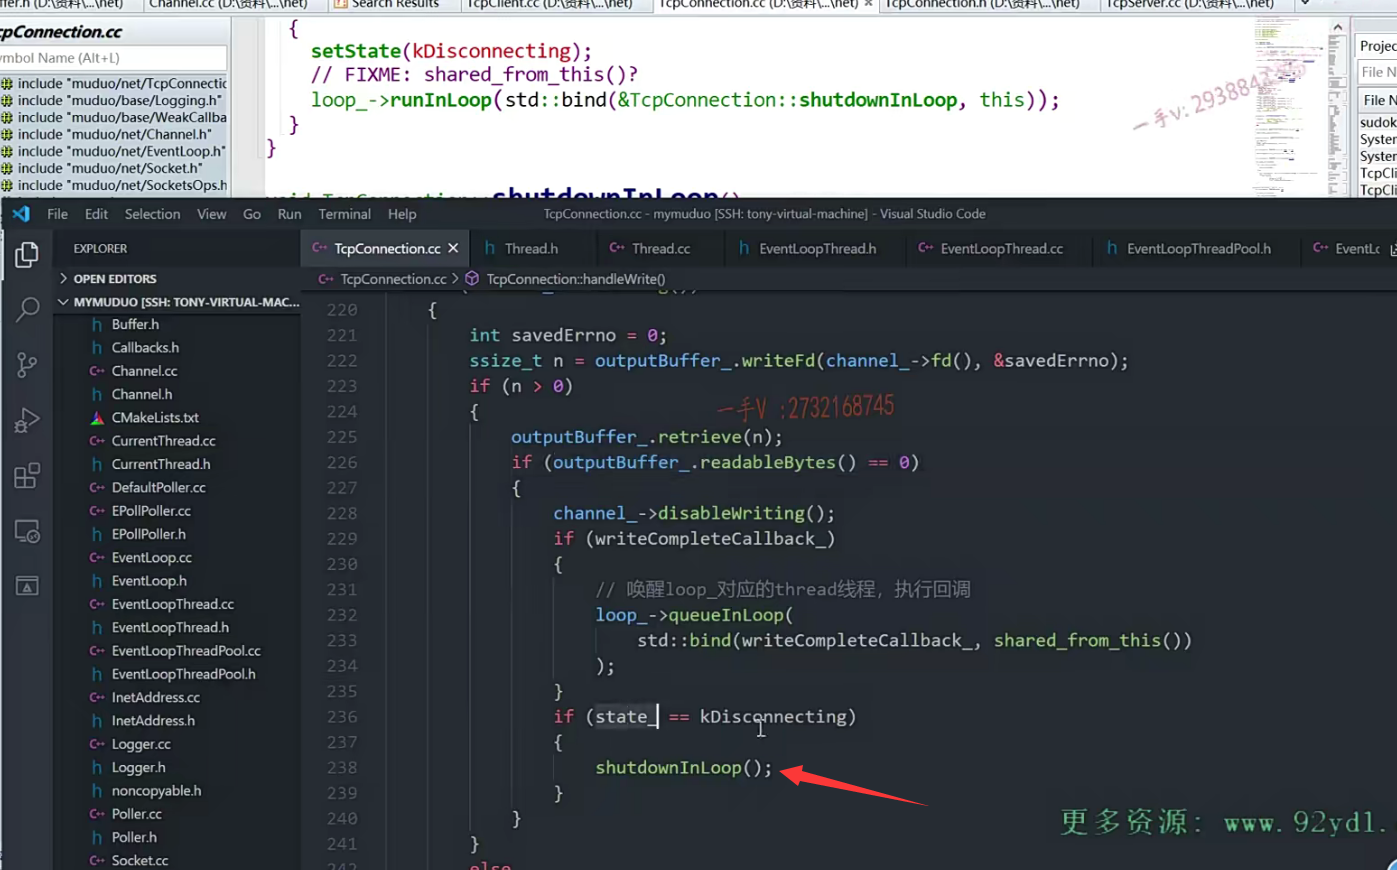 ffer.h (D:\资料\...\net) Channel.cc (D:\资料\...\net) Search Results TcpClient.cc (D:\资料\...\net) TcpConnection.cc (D:\资料\...\net) TcpConnection.h (D:\资料\...\net) TcpServer.cc (D:\资料\...\net)
cpConnection.cc
ymbol Name (Alt+L)
include "muduo/net/TcpConnectic
include "muduo/base/Logging.h"
include "muduo/base/WeakCallba
include "muduo/net/Channel.h"
include "muduo/net/EventLoop.h"
include "muduo/net/Socket.h"
include "muduo/net/SocketsOps.h
{
setState(kDisconnecting);
// FIXME: shared_from_this()?
loop_->runInLoop(std::bind(&TcpConnection::shutdownInLoop, this));
}
}
void TcpConnection::shutdownInLoop()
Projec
File N
File N
sudok
Syster
Syster
TcpCli
TcpCli
File Edit Selection View Go Run Terminal Help
TcpConnection.cc - mymuduo [SSH: tony-virtual-machine] - Visual Studio Code
EXPLORER
OPEN EDITORS
MYMUDUO [SSH: TONY-VIRTUAL-MAC...
Buffer.h
Callbacks.h
Channel.cc
Channel.h
CMakeLists.txt
CurrentThread.cc
CurrentThread.h
DefaultPoller.cc
EPollPoller.cc
EPollPoller.h
EventLoop.cc
EventLoop.h
EventLoopThread.cc
EventLoopThread.h
EventLoopThreadPool.cc
EventLoopThreadPool.h
InetAddress.cc
InetAddress.h
Logger.cc
Logger.h
noncopyable.h
Poller.cc
Poller.h
Socket.cc
TcpConnection.cc Thread.h Thread.cc EventLoopThread.h EventLoopThread.cc EventLoopThreadPool.h EventLc
TcpConnection.cc > TcpConnection::handleWrite()
220 {
221 int savedErrno = 0;
222 ssize_t n = outputBuffer_.writeFd(channel_->fd(), &savedErrno);
223 if (n > 0)
224 {
一手V :2732168745
225 outputBuffer_.retrieve(n);
226 if (outputBuffer_.readableBytes() == 0)
227 {
228 channel_->disableWriting();
229 if (writeCompleteCallback_)
230 {
231 // 唤醒loop_对应的thread线程，执行回调
232 loop_->queueInLoop(
233 std::bind(writeCompleteCallback_, shared_from_this())
234 );
235 }
236 if (state_ == kDisconnecting)
237 {
238 shutdownInLoop();
239 }
240 }
241 }
242 else
更多资源: www.92ydl.